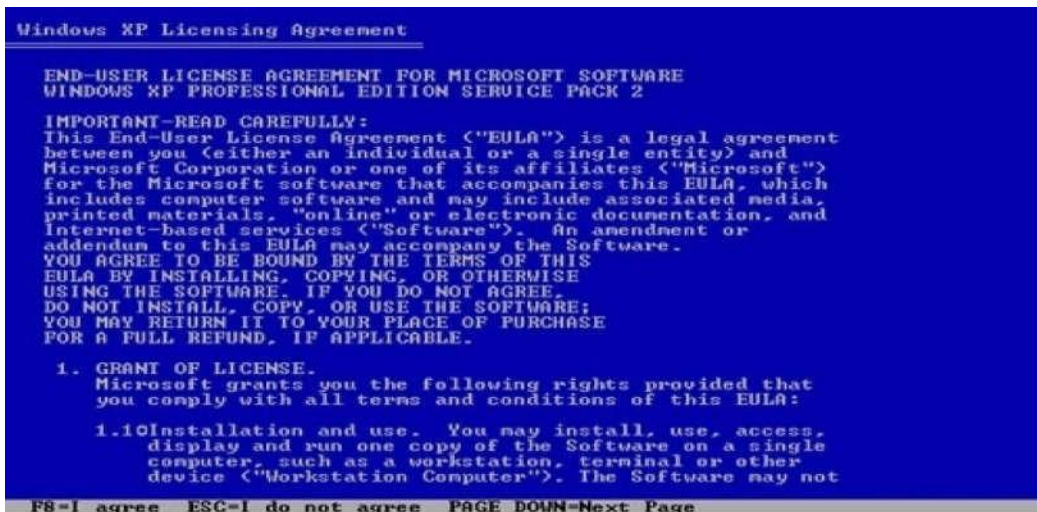 Windows XP Licensing Agreement
END-USER LICENSE AGREEMENT FOR MICROSOFT SOFTWARE
WINDOWS XP PROFESSIONAL EDITION SERVICE PACK 2
IMPORTANT-READ CAREFULLY:
This End-User License Agreement ("EULA") is a legal agreement
between you (either an individual or a single entity) and
Microsoft Corporation or one of its affiliates ("Microsoft")
for the Microsoft software that accompanies this EULA, which
includes computer software and may include associated media,
printed materials, "online" or electronic documentation, and
Internet-based services ("Software"). An amendment or
addendum to this EULA may accompany the Software.
YOU AGREE TO BE BOUND BY THE TERMS OF THIS
EULA BY INSTALLING, COPYING, OR OTHERWISE
USING THE SOFTWARE. IF YOU DO NOT AGREE,
DO NOT INSTALL, COPY, OR USE THE SOFTWARE;
YOU MAY RETURN IT TO YOUR PLACE OF PURCHASE
FOR A FULL REFUND, IF APPLICABLE.
1. GRANT OF LICENSE.
Microsoft grants you the following rights provided that
you comply with all terms and conditions of this EULA:
1.1○Installation and use. You may install, use, access,
display and run one copy of the Software on a single
computer, such as a workstation, terminal or other
device ("Workstation Computer"). The Software may not
F8=I agree ESC=I do not agree PAGE DOWN=Next Page